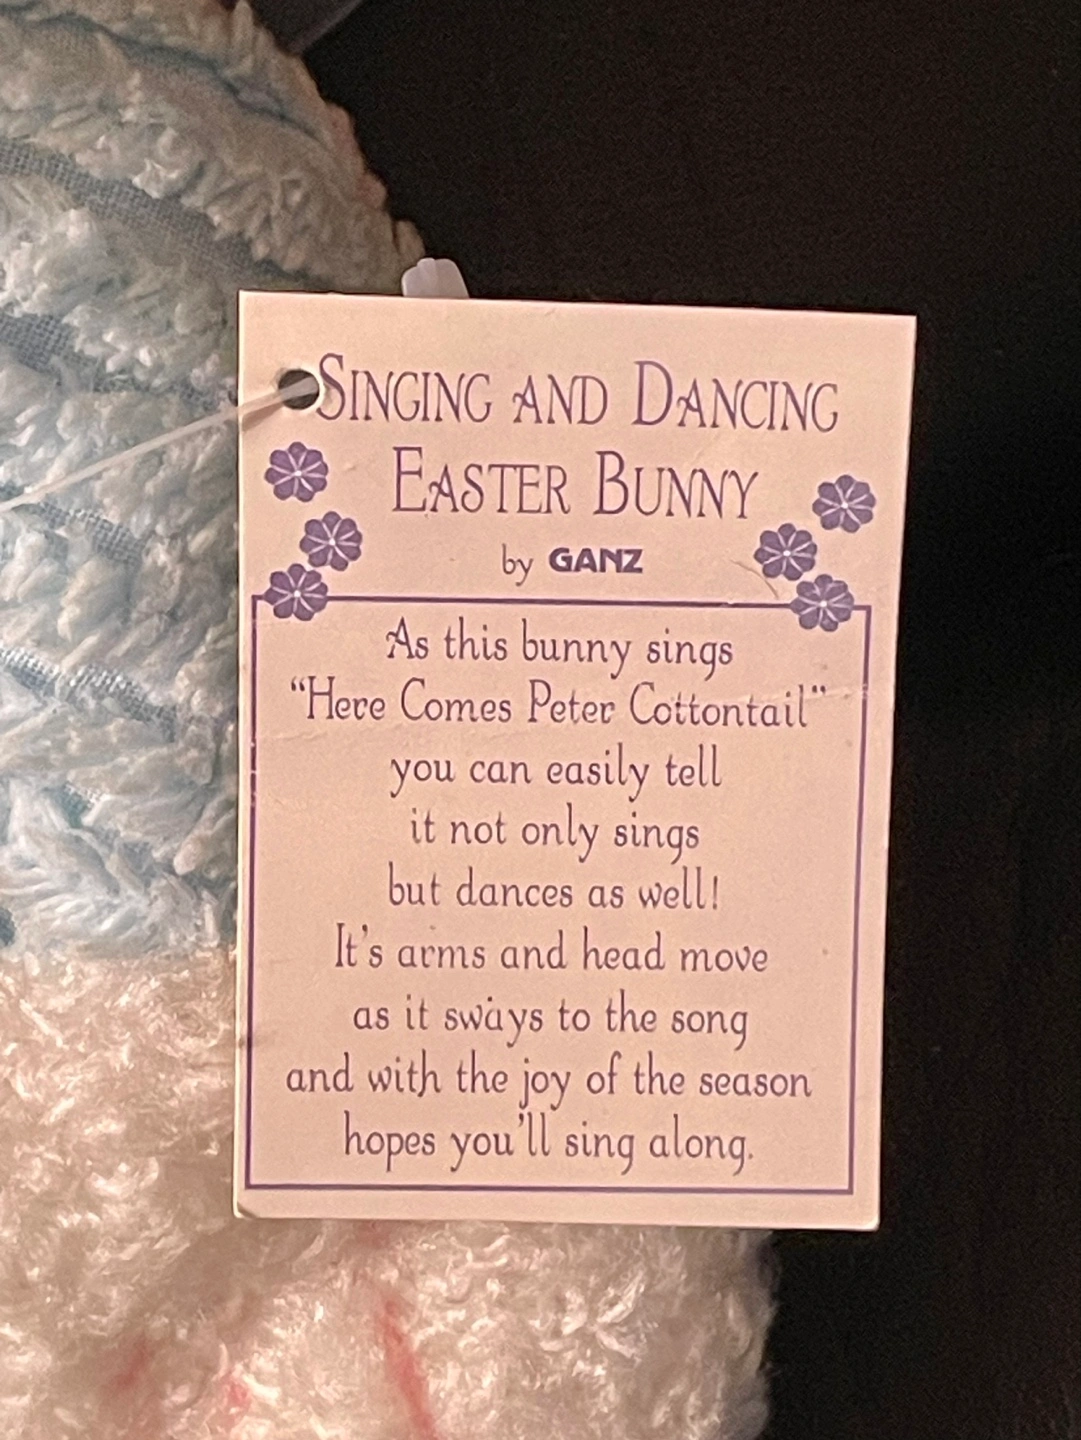 SINGING AND DANCING
EASTER BUNNY
by GANZ
As this bunny sings
“Here Comes Peter Cottontail”
you can easily tell
it not only sings
but dances as well!
It's arms and head move
as it sways to the song
and with the joy of the season
hopes you'll sing along.